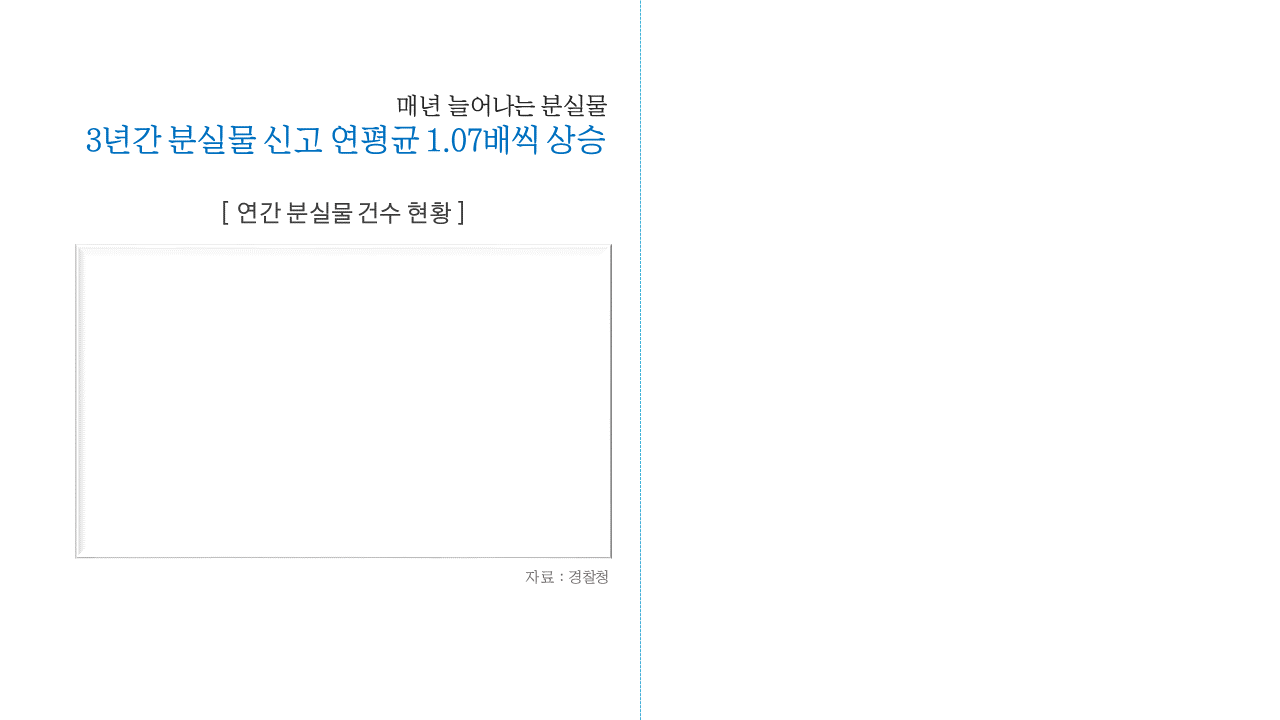 매년 늘어나는 분실물
3년간 분실물 신고 연평균 1.07배씩 상승
[ 연간 분실물 건수 현황 ]
자료 : 경찰청